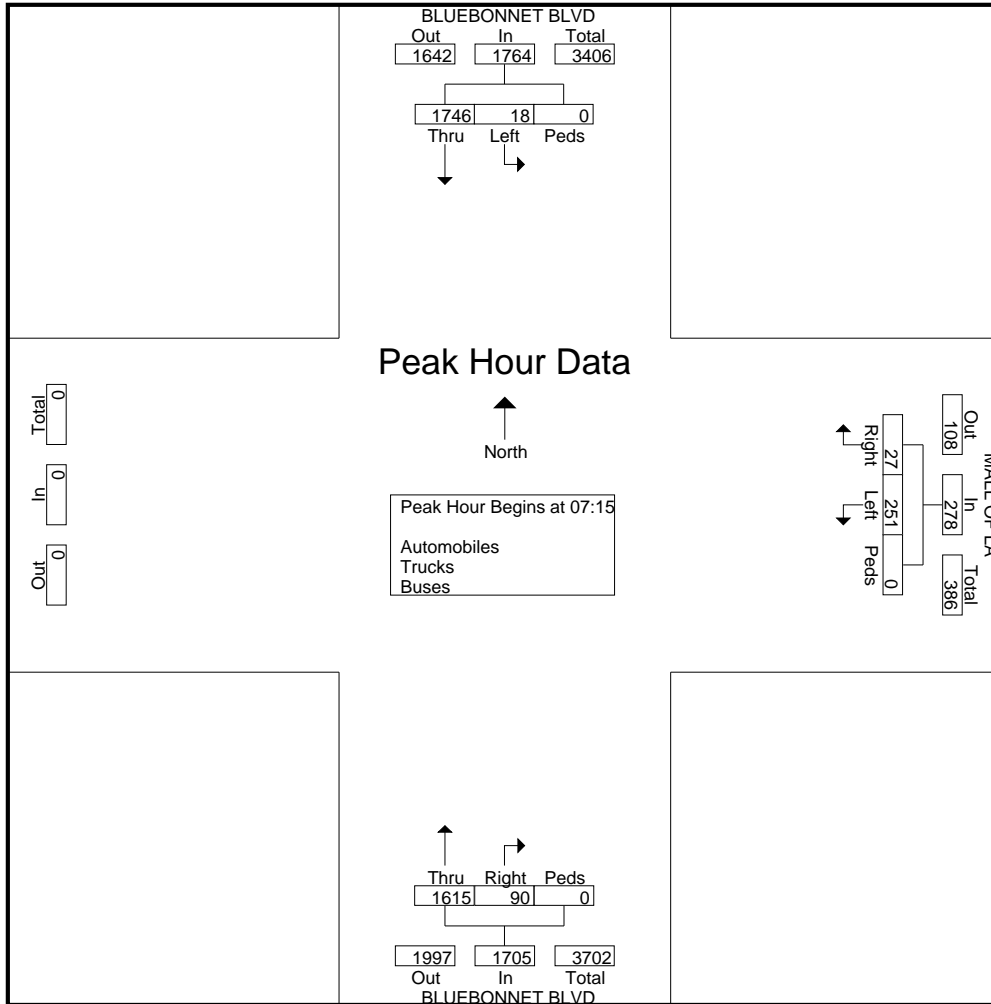 BLUEBONNET BLVD
Out In Total
1642 1764 3406
1746 18 0
Thru Left Peds
Peak Hour Data
North
Peak Hour Begins at 07:15
Automobiles
Trucks
Buses
Total In Out
0 0 0
MALL OF LA
Out In Total
108 278 386
27 251 0
Right Left Peds
Thru Right Peds
1615 90 0
1997 1705 3702
Out In Total
BLUEBONNET BLVD